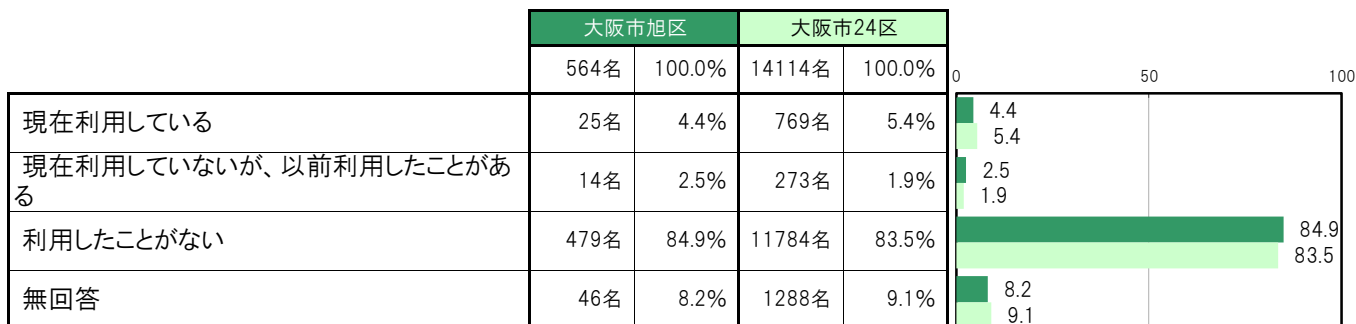 大阪市旭区 大阪市24区
564名 100.0% 14114名 100.0%
0 50 100
現在利用している 25名 4.4% 769名 5.4%
4.4
5.4
現在利用していないが、以前利用したことがあ
る
14名 2.5% 273名 1.9%
2.5
1.9
利用したことがない 479名 84.9% 11784名 83.5%
84.9
83.5
無回答 46名 8.2% 1288名 9.1%
8.2
9.1